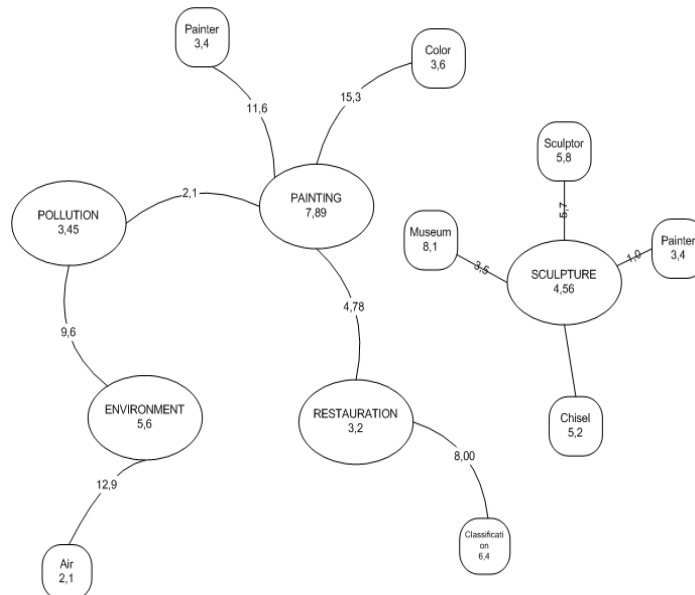 Painter
3,4
Color
3,6
11,6
15,3
Sculptor
5,8
2,1
PAINTING
7,89
POLLUTION
3,45
5,7
Museum
8,1
Painter
3,4
3,5
1,0
SCULPTURE
4,56
4,78
9,6
ENVIRONMENT
5,6
RESTAURATION
3,2
Chisel
5,2
8,00
12,9
Classificati
on
6,4
Air
2,1